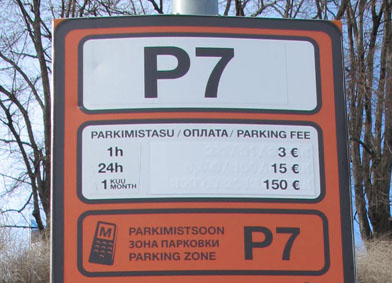 P7
PARKIMISTASU / ОПЛАТА / PARKING FEE
1h 3 €
24h 15 €
1 KUU MONTH 150 €
M PARKIMISTSOON
ЗОНА ПАРКОВКИ
PARKING ZONE
P7